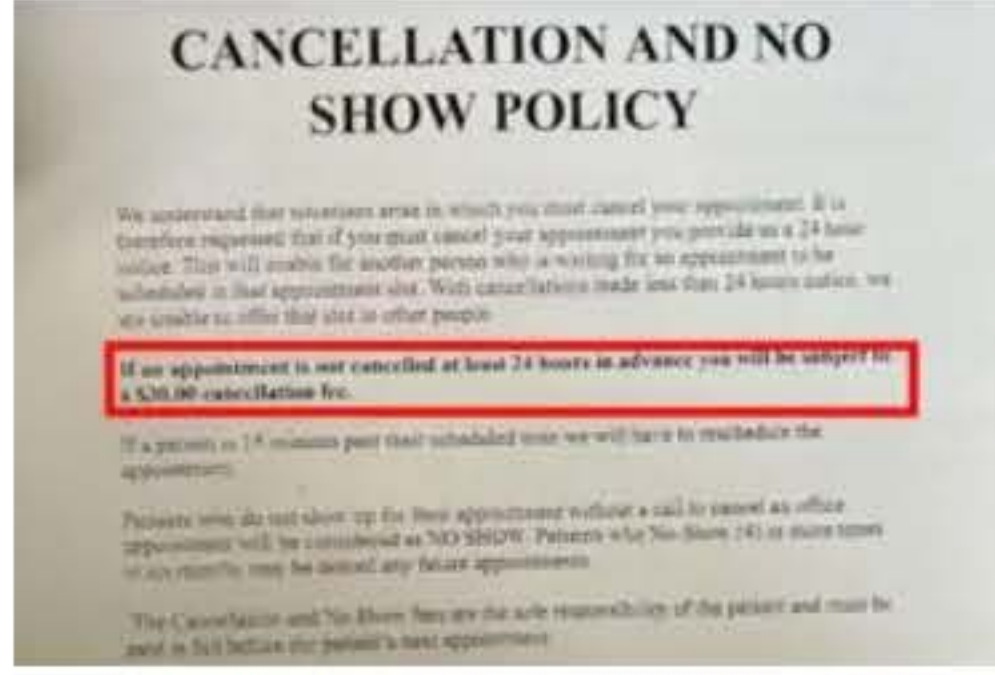 CANCELLATION AND NO
SHOW POLICY
We understand that situations arise in which you must cancel your appointment. It is
therefore requested that if you must cancel your appointment you provide us a 24 hour
notice. This will enable for another person who is waiting for an appointment to be
scheduled in that appointment slot. With cancellations made less than 24 hours notice, we
are unable to offer that slot to other people.
If an appointment is not cancelled at least 24 hours in advance you will be subject to
a cancellation fee.
If a patient is 15 minutes past their scheduled time we will have to reschedule the
appointment.
Patients who do not show up for their appointment without a call to cancel an office
appointment will be considered as NO SHOW. Patients who No-Show or more times
may be denied any future appointments.
The Cancellation and No Show fees are the sole responsibility of the patient and must be
paid in full before the patient's next appointment